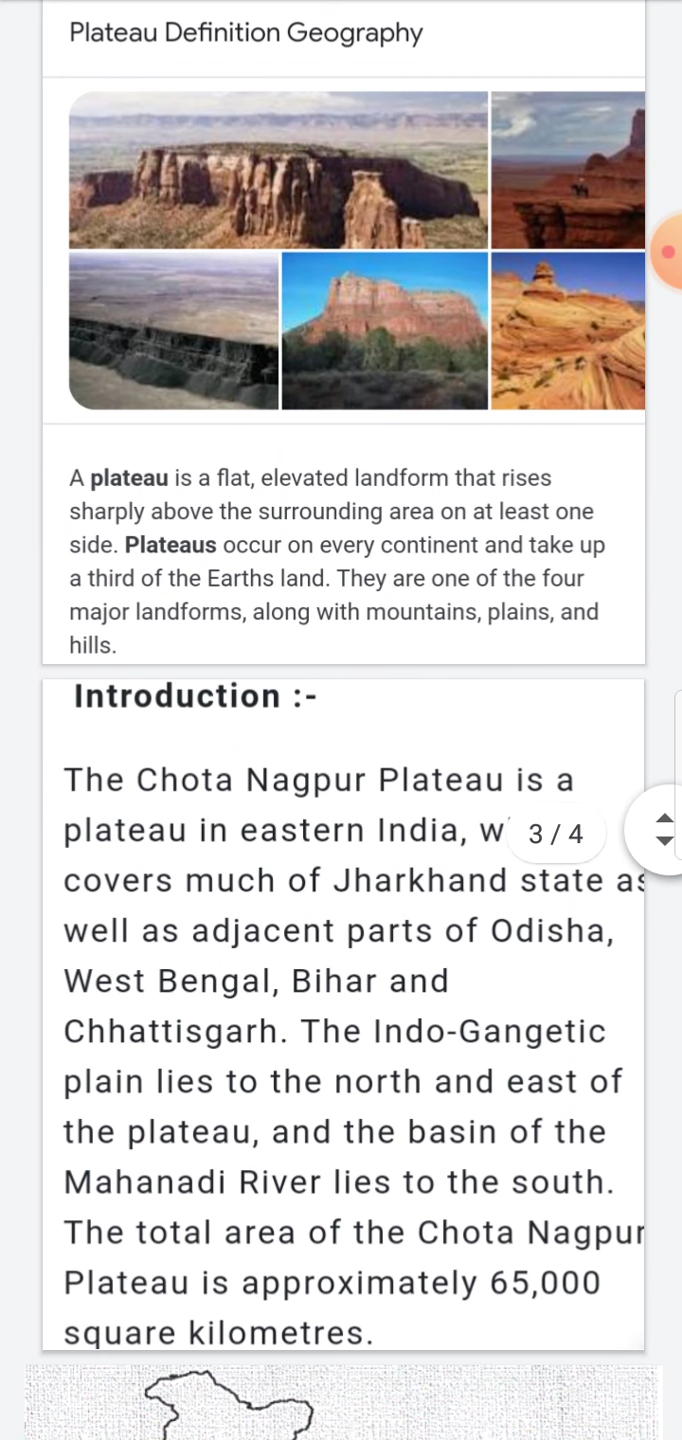 Plateau Definition Geography
A plateau is a flat, elevated landform that rises
sharply above the surrounding area on at least one
side. Plateaus occur on every continent and take up
a third of the Earths land. They are one of the four
major landforms, along with mountains, plains, and
hills.
Introduction :-
The Chota Nagpur Plateau is a
plateau in eastern India,
3 / 4
covers much of Jharkhand state as
well as adjacent parts of Odisha,
West Bengal, Bihar and
Chhattisgarh. The Indo-Gangetic
plain lies to the north and east of
the plateau, and the basin of the
Mahanadi River lies to the south.
The total area of the Chota Nagpur
Plateau is approximately 65,000
square kilometres.